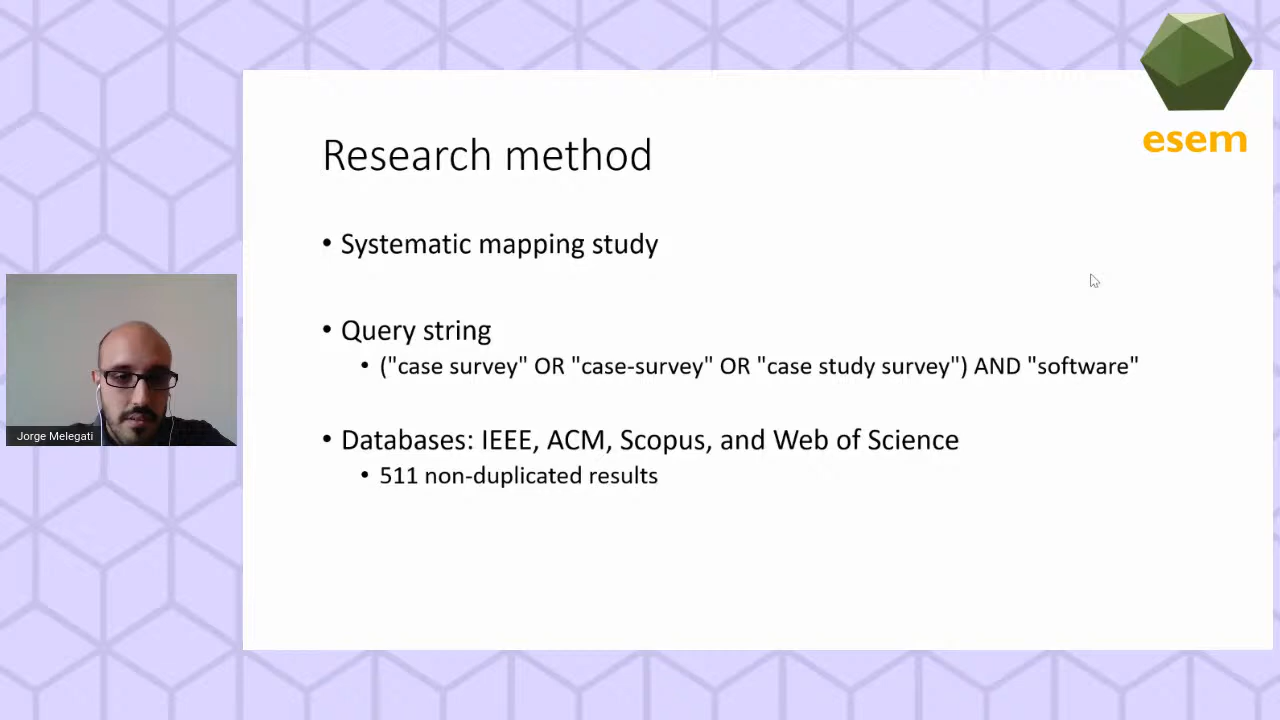 esem
Research method
• Systematic mapping study
• Query string
• ("case survey" OR "case-survey" OR "case study survey") AND "software"
• Databases: IEEE, ACM, Scopus, and Web of Science
• 511 non-duplicated results
Jorge Melegati